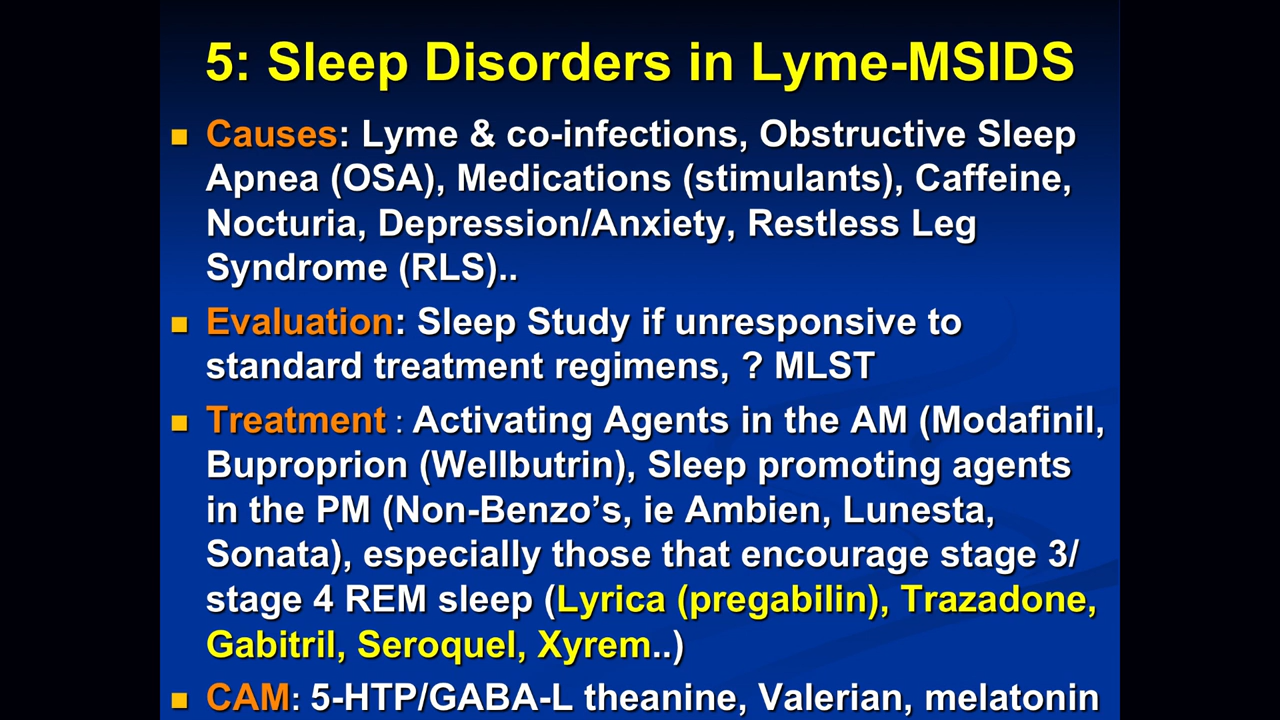 5: Sleep Disorders in Lyme-MSIDS
Causes: Lyme & co-infections, Obstructive Sleep
Apnea (OSA), Medications (stimulants), Caffeine,
Nocturia, Depression/Anxiety, Restless Leg
Syndrome (RLS)..
Evaluation: Sleep Study if unresponsive to
standard treatment regimens, ? MLST
Treatment : Activating Agents in the AM (Modafinil,
Buproprion (Wellbutrin), Sleep promoting agents
in the PM (Non-Benzo’s, ie Ambien, Lunesta,
Sonata), especially those that encourage stage 3/
stage 4 REM sleep (Lyrica (pregabilin), Trazadone,
Gabitril, Seroquel, Xyrem..)
CAM: 5-HTP/GABA-L theanine, Valerian, melatonin